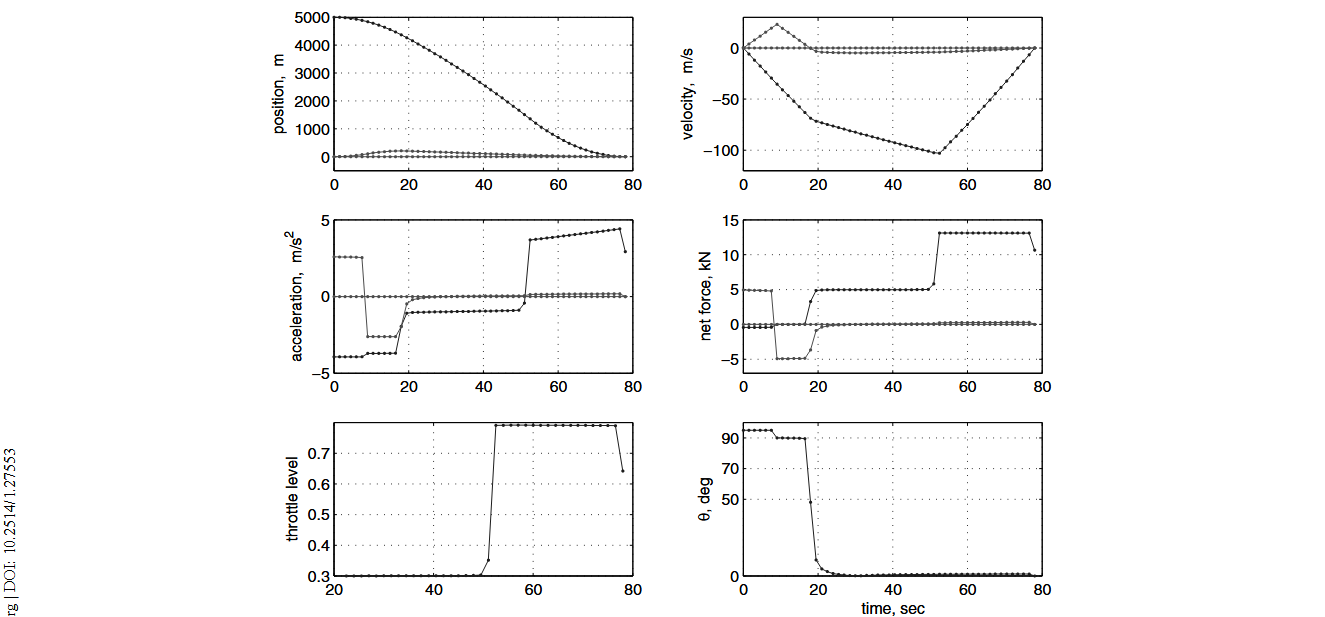 5000
4000
3000
2000
1000
0
position, m
0 20 40 60 80
0
−50
−100
velocity, m/s
0 20 40 60 80
5
0
−5
acceleration, m/s²
0 20 40 60 80
15
10
5
0
−5
net force, kN
0 20 40 60 80
0.7
0.6
0.5
0.4
0.3
throttle level
20 40 60 80
90
70
50
0
θ, deg
0 20 40 60 80
time, sec
rg | DOI: 10.2514/1.27553